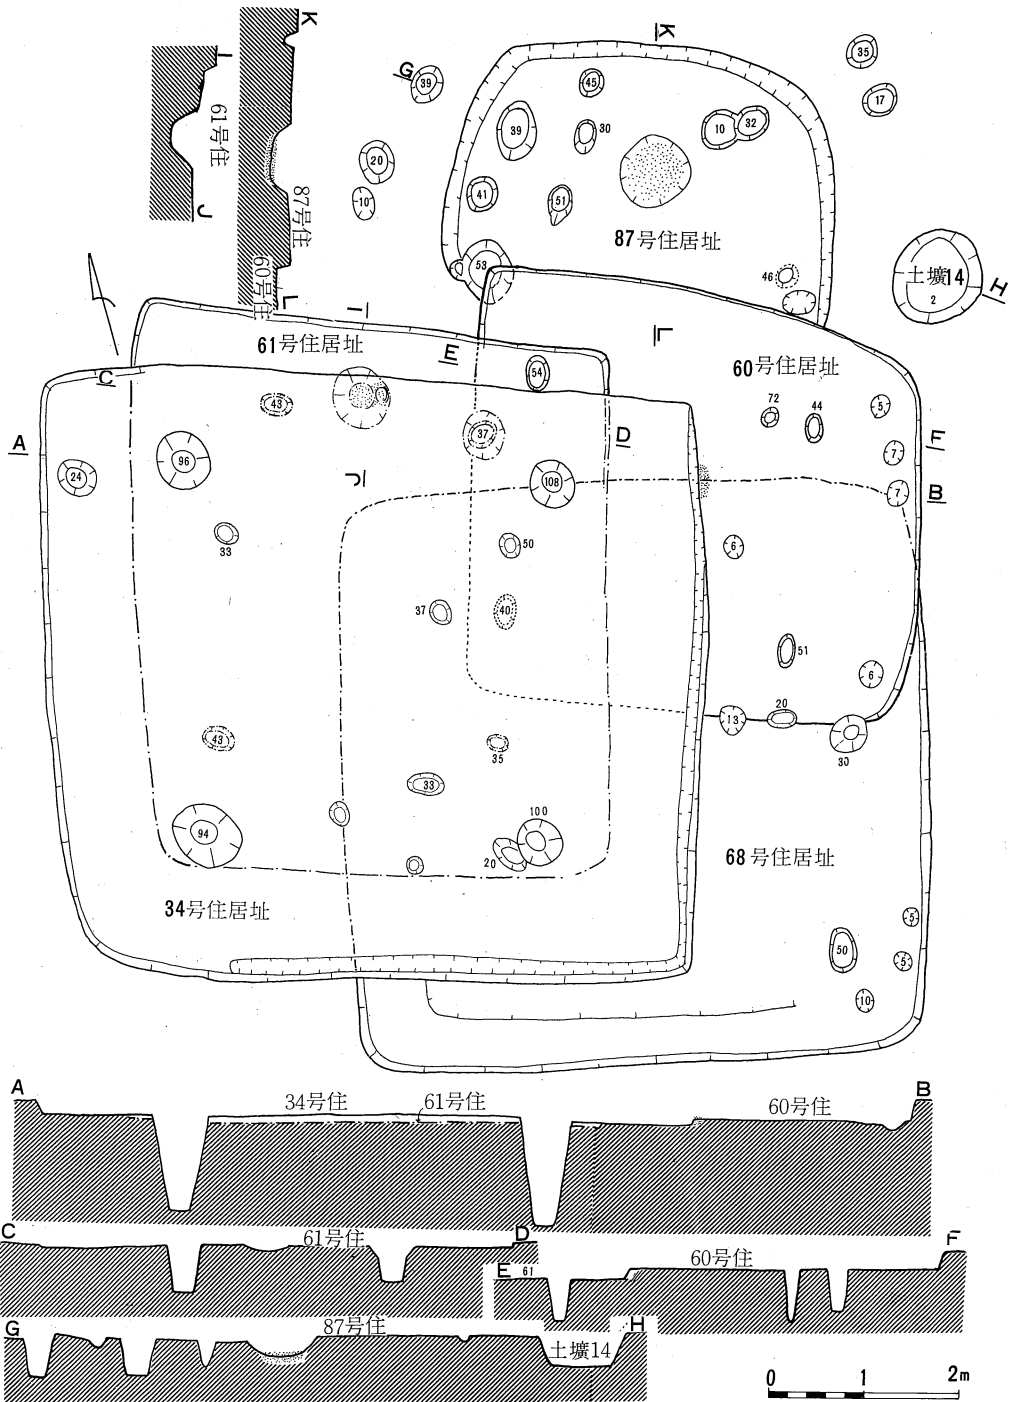 K
I
61号住
J
87号住
60号住
L
K
G
39
45
35
17
39
30
10
32
20
10
41
51
87号住居址
53
46
土壙14
2
H
I
61号住居址
E
L
60号住居址
54
C
43
72
44
5
A
37
D
F
96
7
24
J
108
7
B
33
50
6
37
40
51
6
43
13
20
35
30
33
94
100
20
68号住居址
34号住居址
5
50
5
10
A
34号住
61号住
60号住
B
C
61号住
D
F
E
61
60号住
G
87号住
H
土壙14
0
1
2m